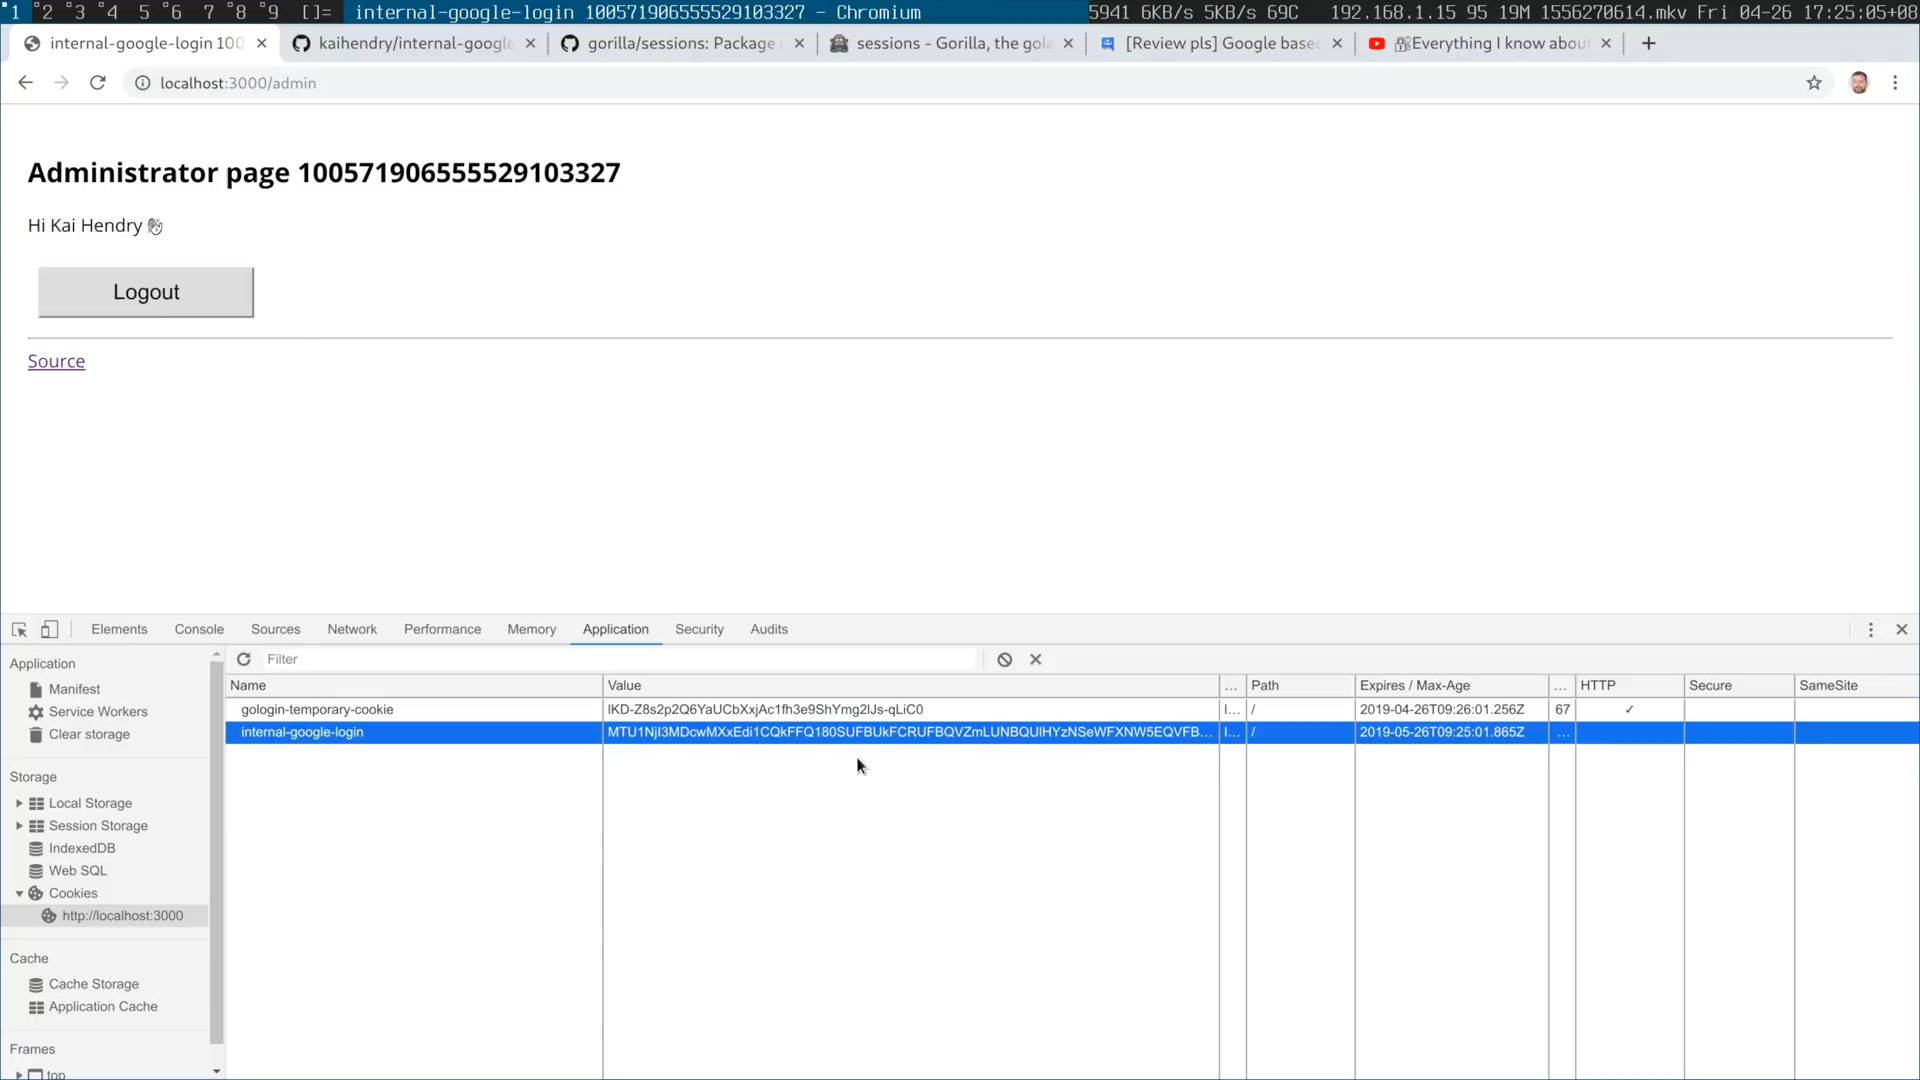 1 2 3 4 5 6 7 8 9 []= internal-google-login 100571906555529103327 - Chromium 5941 6KB/s 5KB/s 69C 192.168.1.15 95 19M 1556270614.mkv Fri 04-26 17:25:05+08
internal-google-login 100 kaihendry/internal-google gorilla/sessions: Package sessions - Gorilla, the gola [Review pls] Google based Everything I know about
localhost:3000/admin
Administrator page 100571906555529103327
Hi Kai Hendry 👋
Logout
Source
Elements Console Sources Network Performance Memory Application Security Audits
Application
Manifest
Service Workers
Clear storage
Storage
Local Storage
Session Storage
IndexedDB
Web SQL
Cookies
http://localhost:3000
Cache
Cache Storage
Application Cache
Frames
top
Filter
Name Value ... Path Expires / Max-Age ... HTTP Secure SameSite
gologin-temporary-cookie lKD-Z8s2p2Q6YaUCbXxjAc1fh3e9ShYmg2lJs-qLiC0 l... / 2019-04-26T09:26:01.256Z 67 ✓
internal-google-login MTU1NjI3MDcwMXxEdi1CQkFFQ180SUFBUkFCRUFBQVZmLUNBQUlHYzNSeWFXNW5EQVFB... l... / 2019-05-26T09:25:01.865Z ...